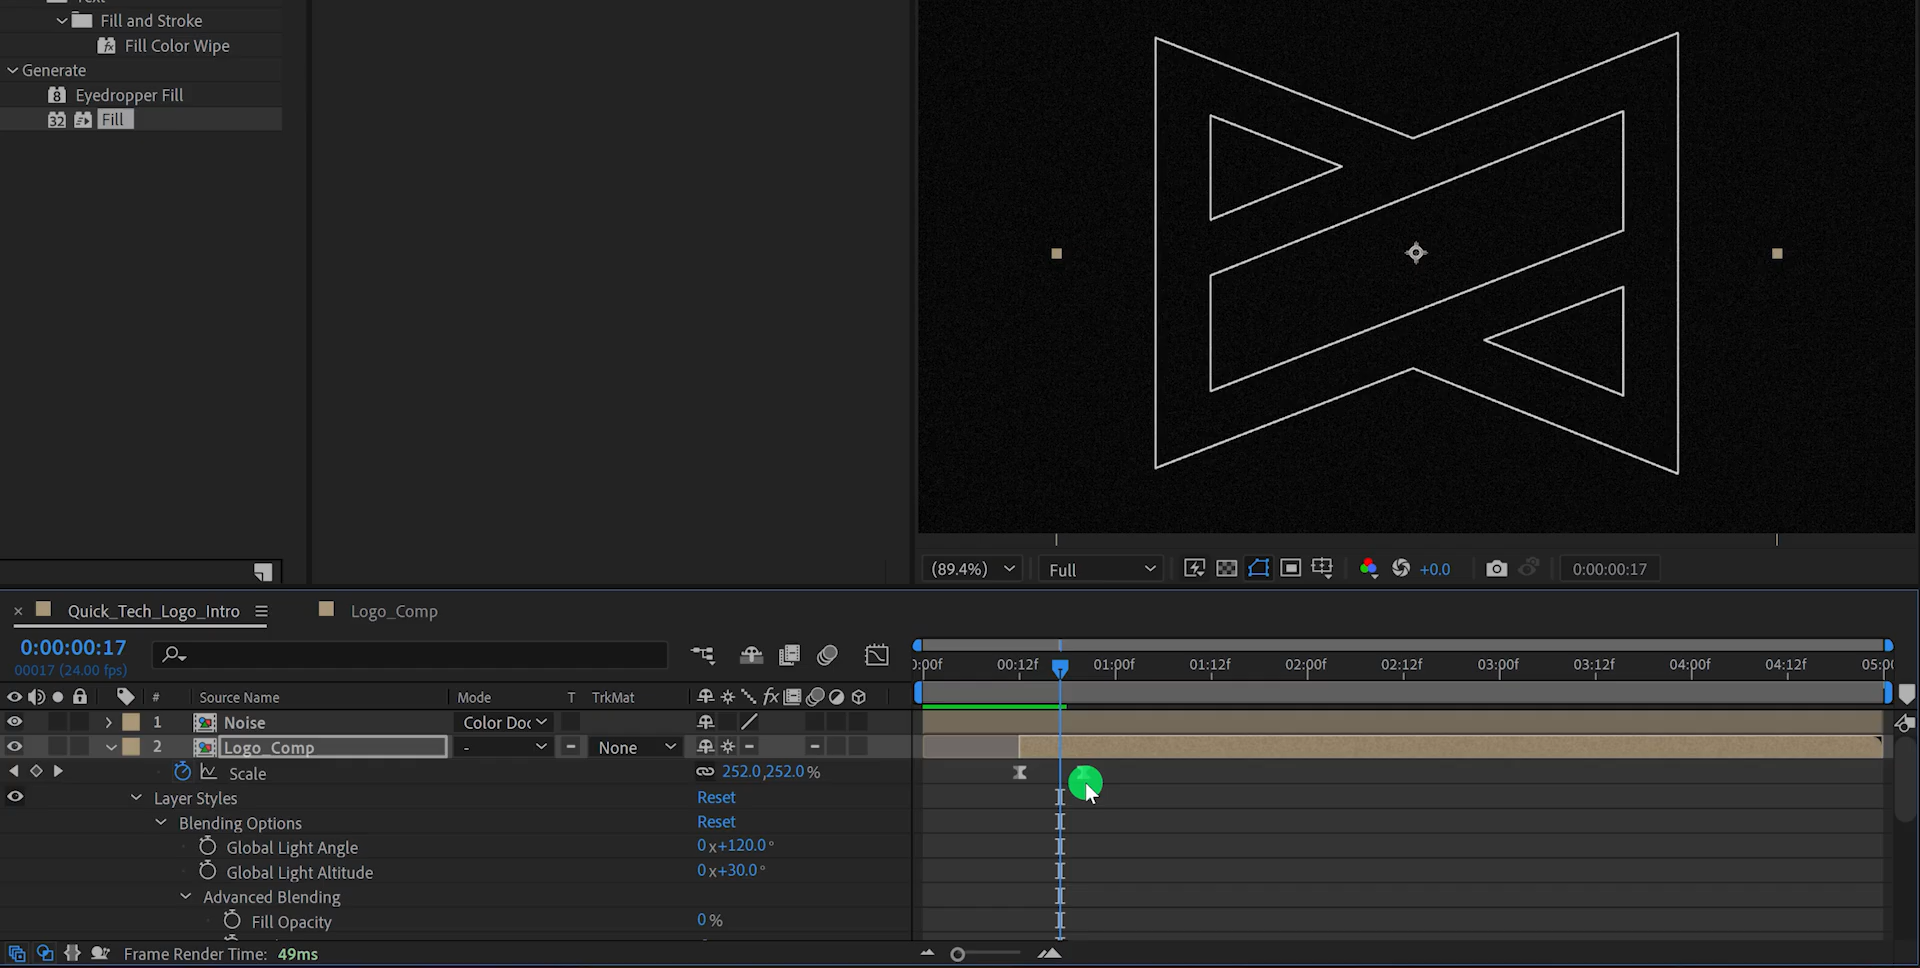 Fill and Stroke
Fill Color Wipe
Generate
8 Eyedropper Fill
32 Fill
(89.4%) Full +0.0 0:00:00:17
Quick_Tech_Logo_Intro Logo_Comp
0:00:00:17
00017 (24.00 fps)
00:12f 01:00f 01:12f 02:00f 02:12f 03:00f 03:12f 04:00f 04:12f
# Source Name Mode T TrkMat fx
1 Noise Color Doc
2 Logo_Comp - None
Scale 252.0,252.0%
Layer Styles Reset
Blending Options Reset
Global Light Angle 0x+120.0°
Global Light Altitude 0x+30.0°
Advanced Blending
Fill Opacity 0%
Frame Render Time: 49ms